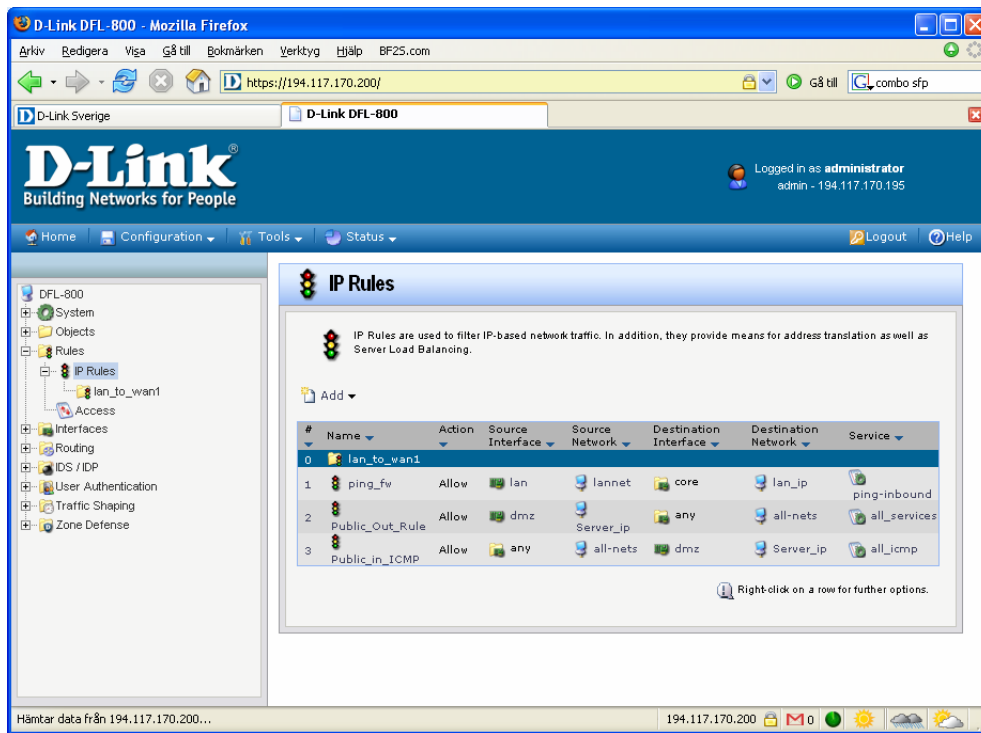 D-Link DFL-800 - Mozilla Firefox
Arkiv Redigera Visa Gå till Bokmärken Verktyg Hjälp BF2S.com
https://194.117.170.200/ Gå till combo sfp
D-Link Sverige D-Link DFL-800
D-Link®
Building Networks for People
Logged in as administrator
admin - 194.117.170.195
Home Configuration Tools Status Logout Help
DFL-800
System
Objects
Rules
IP Rules
lan_to_wan1
Access
Interfaces
Routing
IDS / IDP
User Authentication
Traffic Shaping
Zone Defense
IP Rules
IP Rules are used to filter IP-based network traffic. In addition, they provide means for address translation as well as
Server Load Balancing.
Add
# Name Action Source Interface Source Network Destination Interface Destination Network Service
0 lan_to_wan1
1 ping_fw Allow lan lannet core lan_ip ping-inbound
2 Public_Out_Rule Allow dmz Server_ip any all-nets all_services
3 Public_in_ICMP Allow any all-nets dmz Server_ip all_icmp
Right-click on a row for further options.
Hämtar data från 194.117.170.200... 194.117.170.200 0